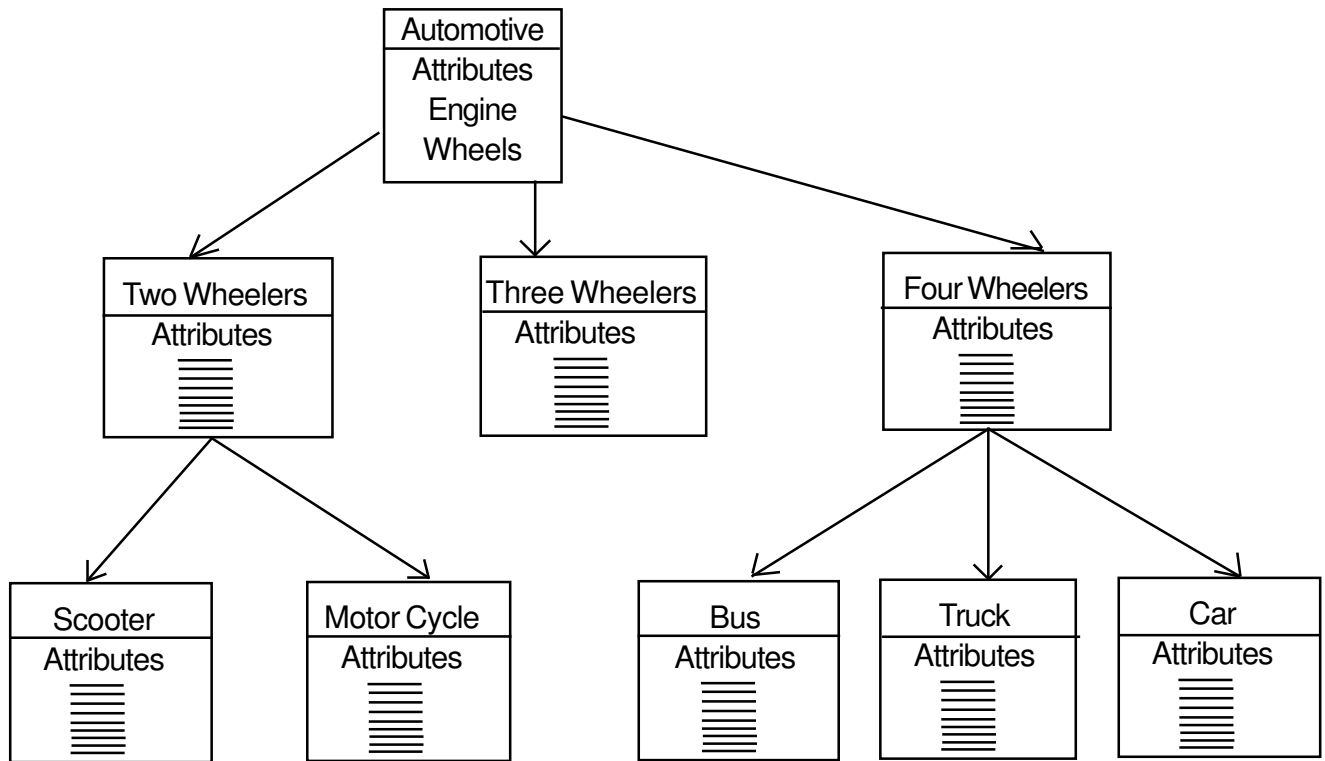 Automotive
Attributes
Engine
Wheels
Two Wheelers
Attributes
Three Wheelers
Attributes
Four Wheelers
Attributes
Scooter
Attributes
Motor Cycle
Attributes
Bus
Attributes
Truck
Attributes
Car
Attributes